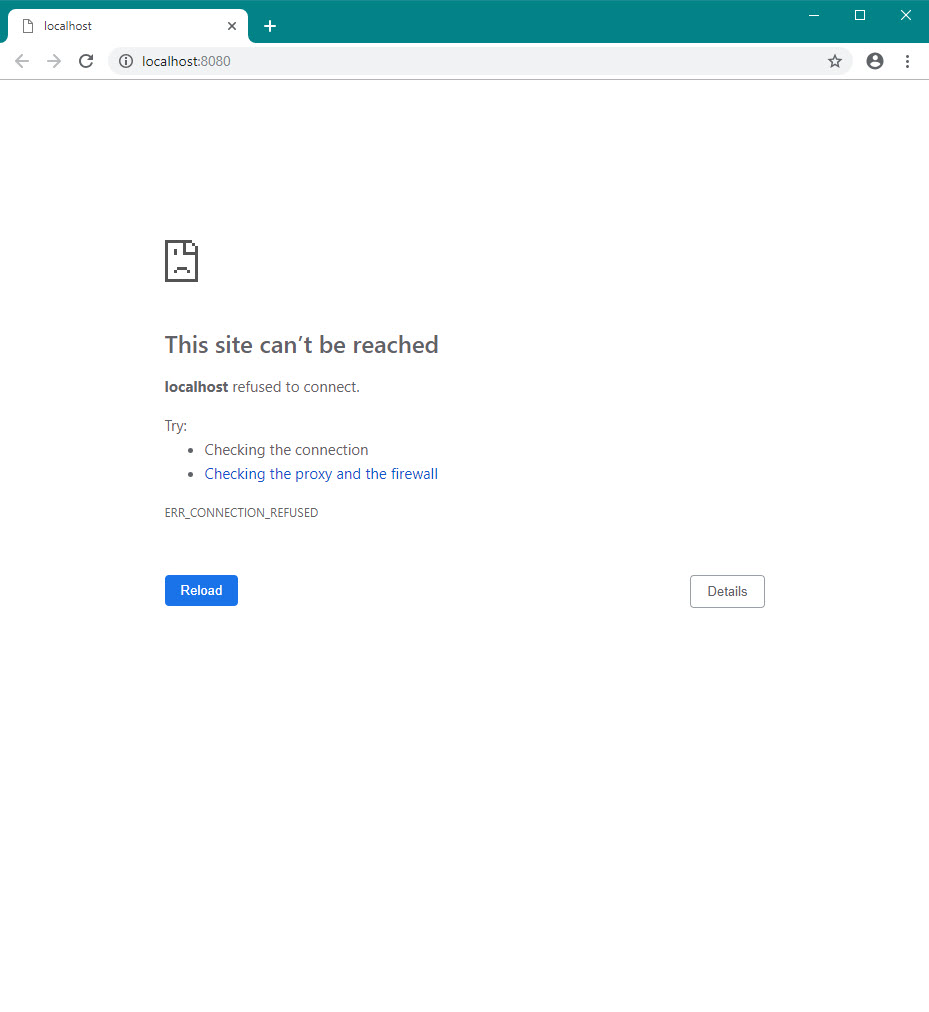 localhost
localhost:8080
This site can’t be reached
localhost refused to connect.
Try:
Checking the connection
Checking the proxy and the firewall
ERR_CONNECTION_REFUSED
Reload
Details